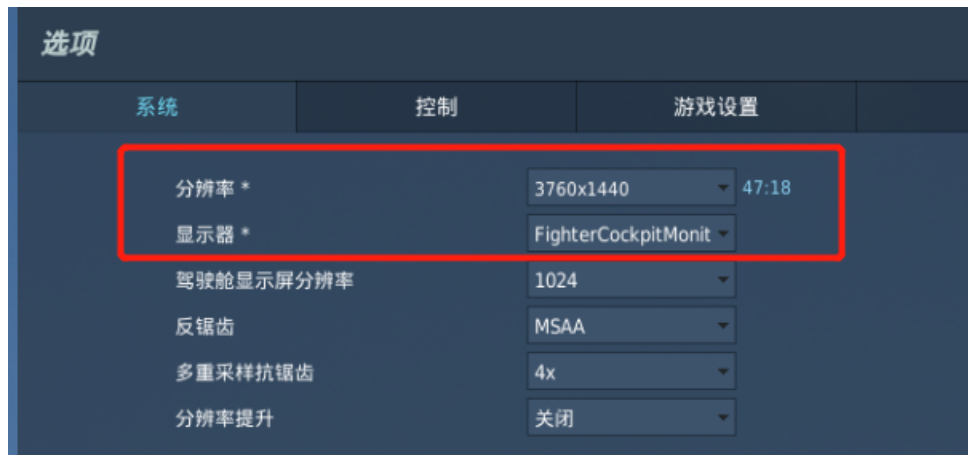 选项
系统 控制 游戏设置
分辨率 * 3760x1440 47:18
显示器 * FighterCockpitMonit
驾驶舱显示屏分辨率 1024
反锯齿 MSAA
多重采样抗锯齿 4x
分辨率提升 关闭